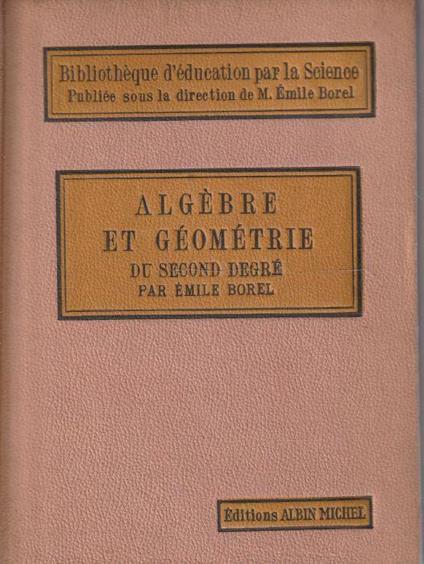 Bibliothèque d'éducation par la Science
Publiée sous la direction de M. Émile Borel
ALGÈBRE
ET GÉOMÉTRIE
DU SECOND DEGRÉ
PAR ÉMILE BOREL
Éditions ALBIN MICHEL